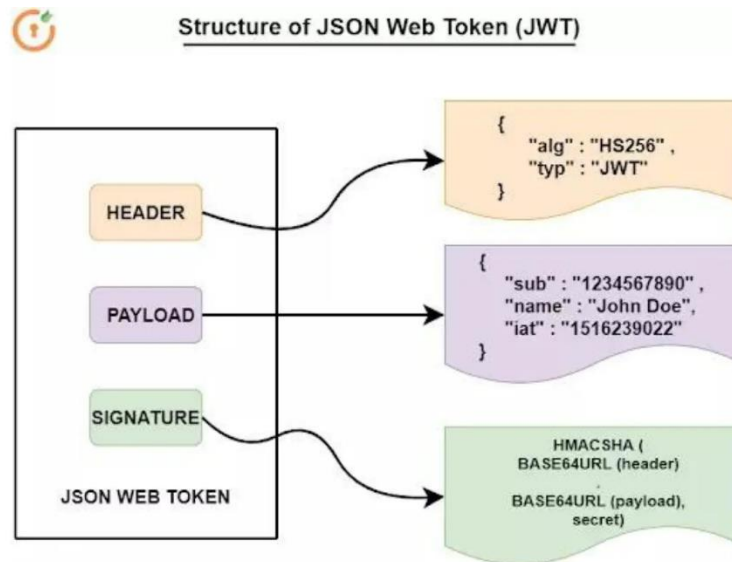 Structure of JSON Web Token (JWT)
HEADER
PAYLOAD
SIGNATURE
JSON WEB TOKEN
{
"alg" : "HS256" ,
"typ" : "JWT"
}
{
"sub" : "1234567890" ,
"name" : "John Doe",
"iat" : "1516239022"
}
HMACSHA (
BASE64URL (header)
.
BASE64URL (payload),
secret)